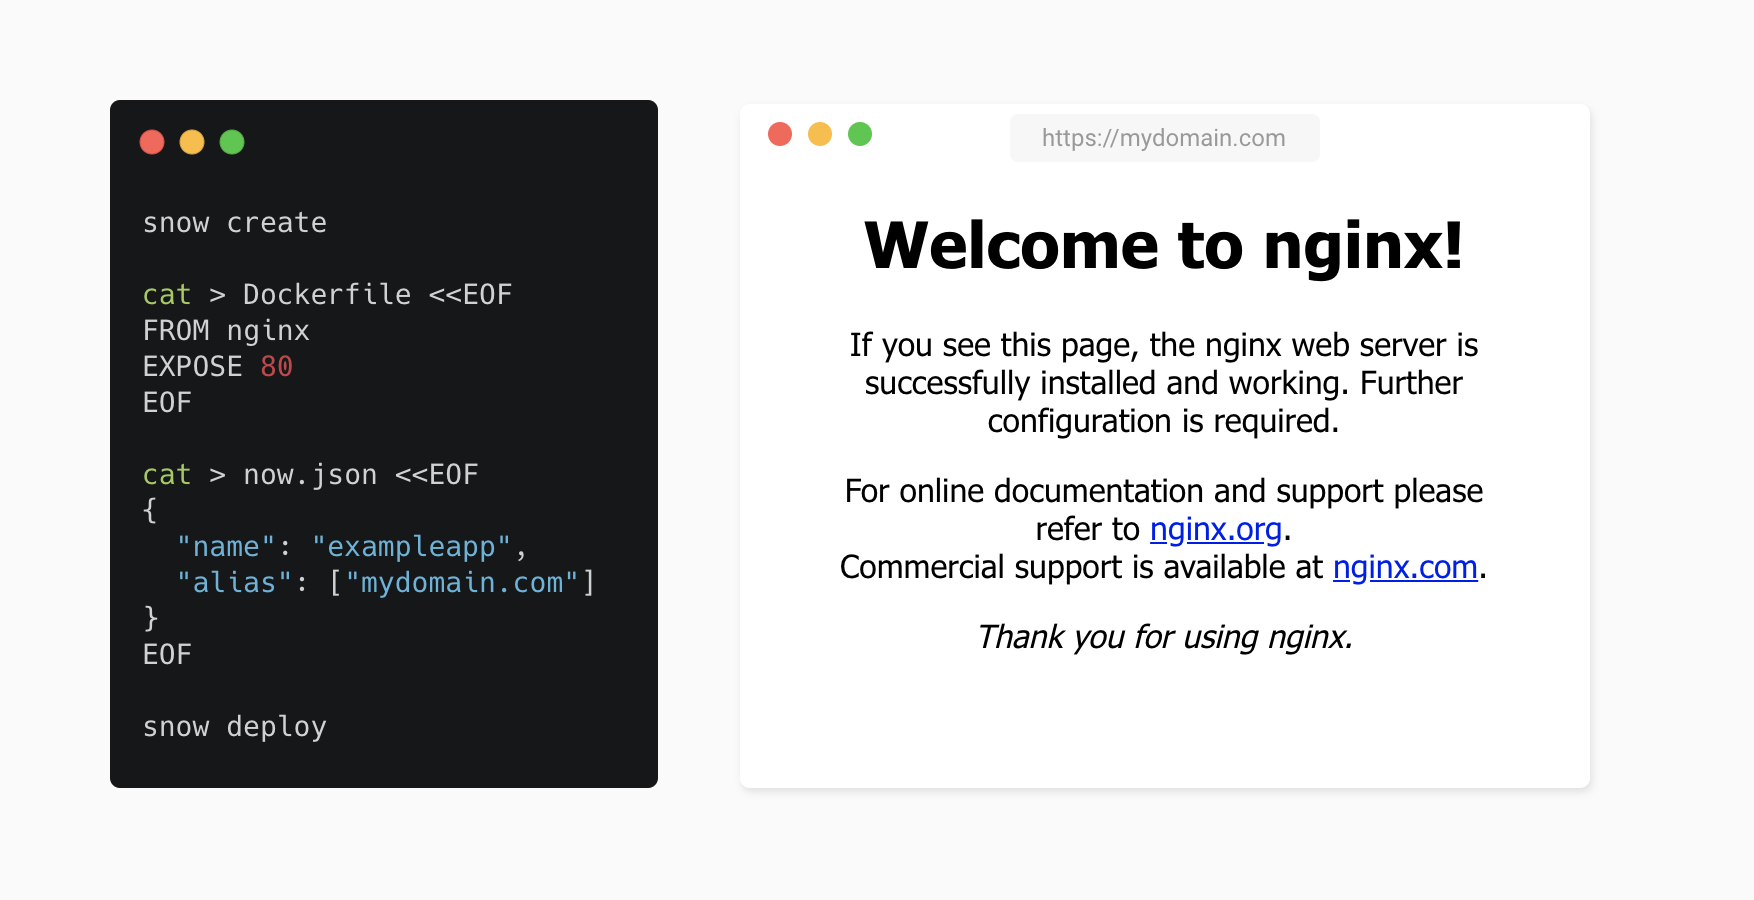 snow create
cat > Dockerfile <<EOF
FROM nginx
EXPOSE 80
EOF
cat > now.json <<EOF
{
  "name": "exampleapp",
  "alias": ["mydomain.com"]
}
EOF
snow deploy
https://mydomain.com
Welcome to nginx!
If you see this page, the nginx web server is
successfully installed and working. Further
configuration is required.
For online documentation and support please
refer to nginx.org.
Commercial support is available at nginx.com.
Thank you for using nginx.